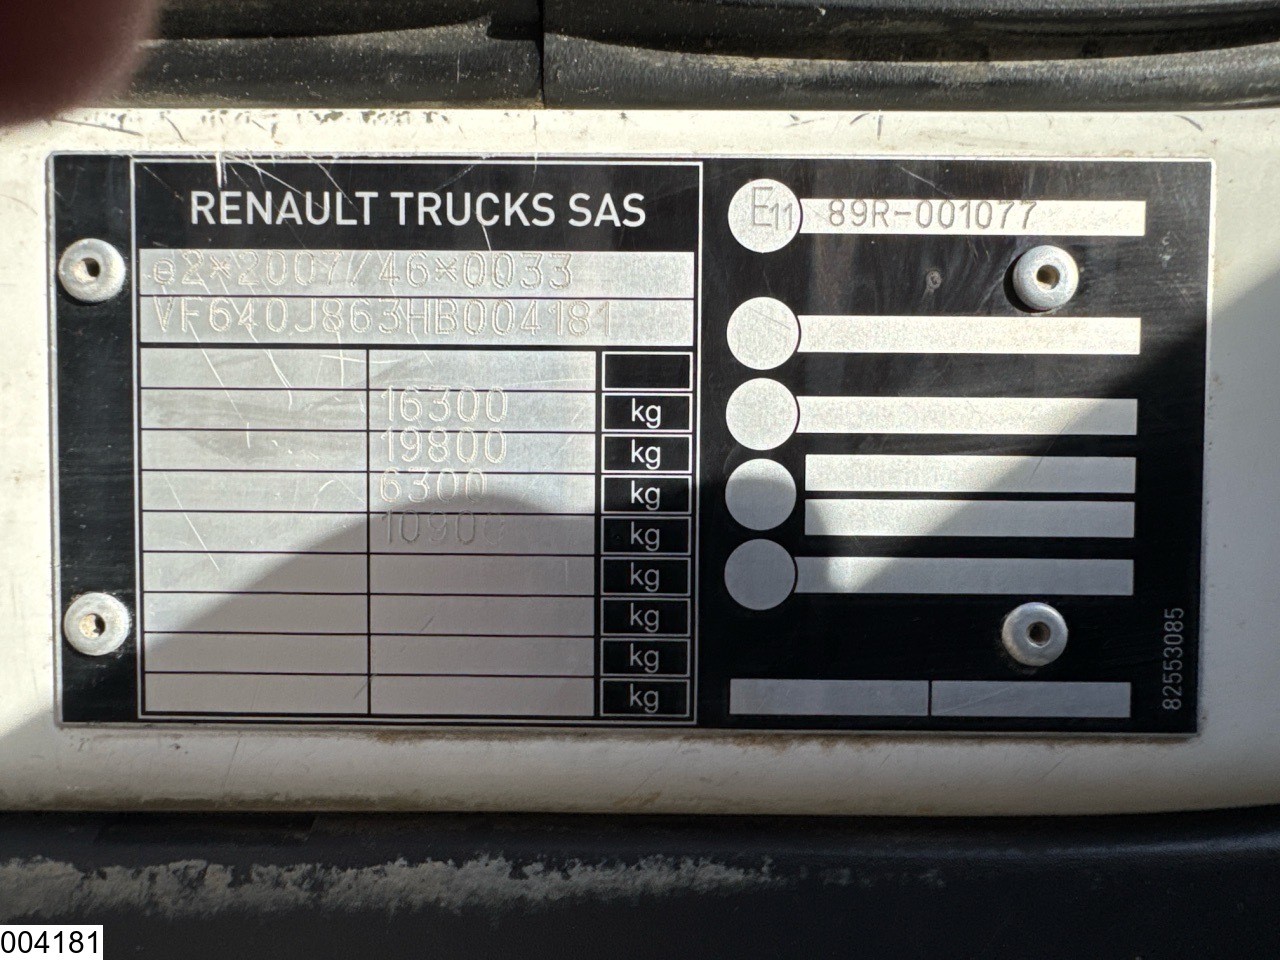 RENAULT TRUCKS SAS
e2*2007/46*0033
VF640J863HB004181
16300 kg
19800 kg
6300 kg
10900 kg
kg
kg
kg
kg
E11 89R-001077
82553085
004181